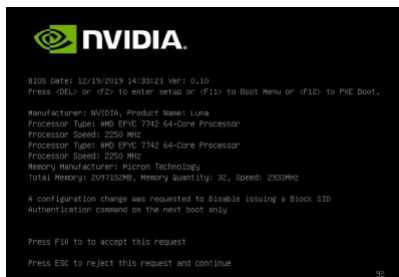 NVIDIA.
BIOS Date: 12/19/2019 14:33:21 Ver: 0.10
Press <DEL> or <F2> to enter setup or <F11> to Boot Menu or <F12> to PXE Boot.
Manufacturer: NVIDIA, Product Name: Luna
Processor Type: AMD EPYC 7742 64-Core Processor
Processor Speed: 2250 MHz
Processor Type: AMD EPYC 7742 64-Core Processor
Processor Speed: 2250 MHz
Memory Manufacturer: Micron Technology
Total Memory: 2097152MB, Memory Quantity: 32, Speed: 2933MHz
A configuration change was requested to Disable issuing a Block SID
Authentication command on the next boot only
Press F10 to to accept this request
Press ESC to reject this request and continue